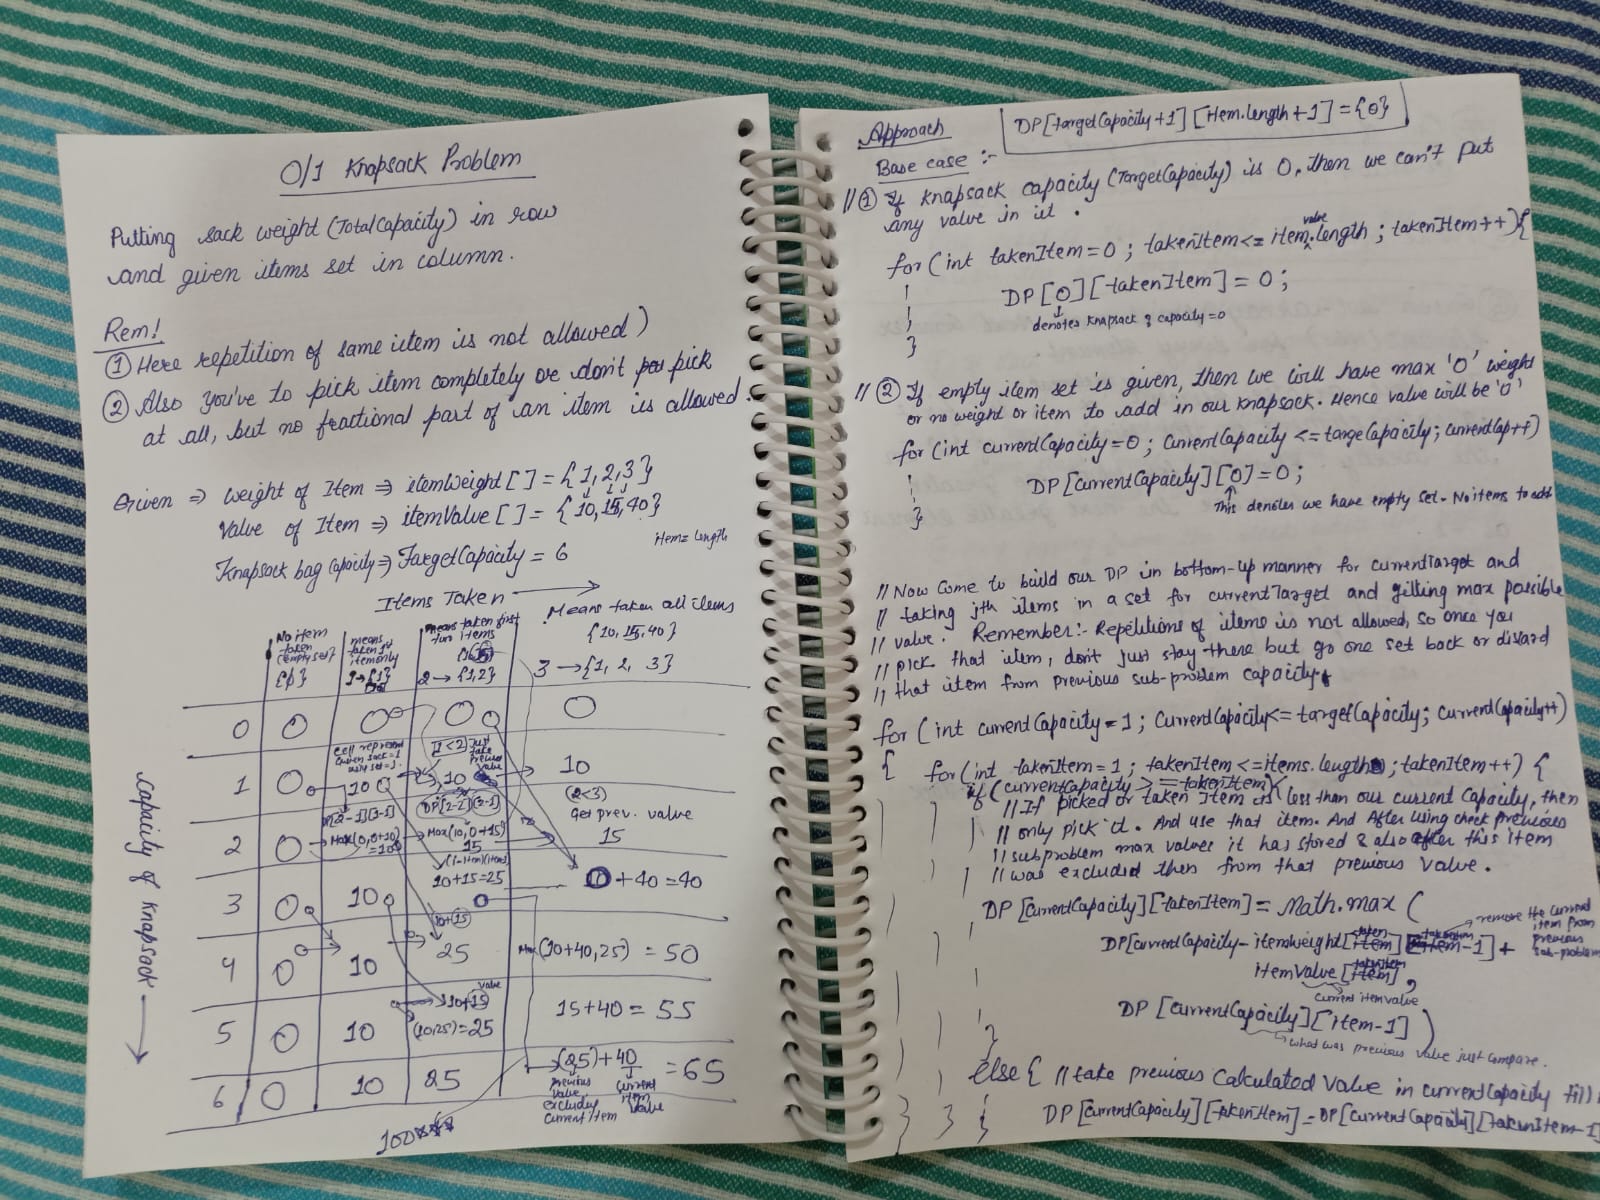 0/1 Knapsack Problem
Putting sack weight (TotalCapacity) in row
and given items set in column.
Rem!
① Here repetition of same item is not allowed)
② Also you've to pick item completely or don't pick
at all, but no fractional part of an item is allowed.
Given ⇒ weight of Item ⇒ itemWeight[] = {1,2,3}
Value of Item ⇒ itemValue[] = {10,15,40}
Knapsack bag Capacity ⇒ TargetCapacity = 6
Item= length
Items Taken →
No item
taken
(empty set)
{ϕ}
means
taken 1st
item only
means taken first
two items
2 → {1,2}
Means taken all items
{10,15,40}
3 → {1, 2, 3}
Capacity of Knapsack →
0 0 0 0 0
Cell represent
1 0 10 10 10
(1<2) Just
take
previous
value
DP[2-2][2-1]
(2<3)
Get prev. value
2 0 Max(0,0+10)
=10
Max(10,0+15)
15
15
10+15=25
3 0 10
0+40=40
10+15
4 0 10 25 Max(10+40,25) = 50
value
10+15
5 0 10 (10,25)=25 15+40 = 55
6 0 10 25 (25)+40 = 65
previous
value
excluding
current item
current
item
value
Approach
DP[targetCapacity+1][Item.length+1]={0}
Base case :-
//① If Knapsack capacity (TargetCapacity) is 0, then we can't put
any value in it.
value
for(int takenItem=0 ; takenItem<= item.length ; takenItem++){
DP[0][takenItem] = 0;
denotes knapsack of capacity=0
}
//② If empty item set is given, then we will have max '0' weight
or no weight or item to add in our knapsack. Hence value will be '0'
for(int currentCapacity=0 ; currentCapacity <= targeCapacity; currentCap++)
DP[currentCapacity][0]=0;
This denotes we have empty set. No items to add
}
// Now come to build our DP in bottom-up manner for currentTarget and
// taking jth items in a set for currentTarget and getting max possible
// value. Remember:- Repetitions of items is not allowed, so once you
// pick that item, don't just stay there but go one set back or discard
// that item from previous sub-problem capacity.
for (int currentCapacity=1 ; currentCapacity<= targetCapacity; currentCapacity++)
{ for(int takenItem=1 ; takenItem<=items.length ; takenItem++) {
if (currentCapacity >= takenItem){
// If picked or taken Item is less than our current Capacity, then
// only pick it. And use that item. And After using check previous
// subproblem max values it has stored & also after this item
// was excluded then from that previous value.
DP[currentCapacity][takenItem] = Math.max (
remove the current
item from
previous
sub-problem
taken takenItem
DP[currentCapacity-itemsWeight[item]][item-1] +
takenItem
itemValue[item],
current item value
DP[currentCapacity][item-1] )
what was previous value just compare.
}
else{ // take previous calculated value in currentCapacity
DP[currentCapacity][takenItem] = DP[currentCapacity][takenItem-1]
} } }